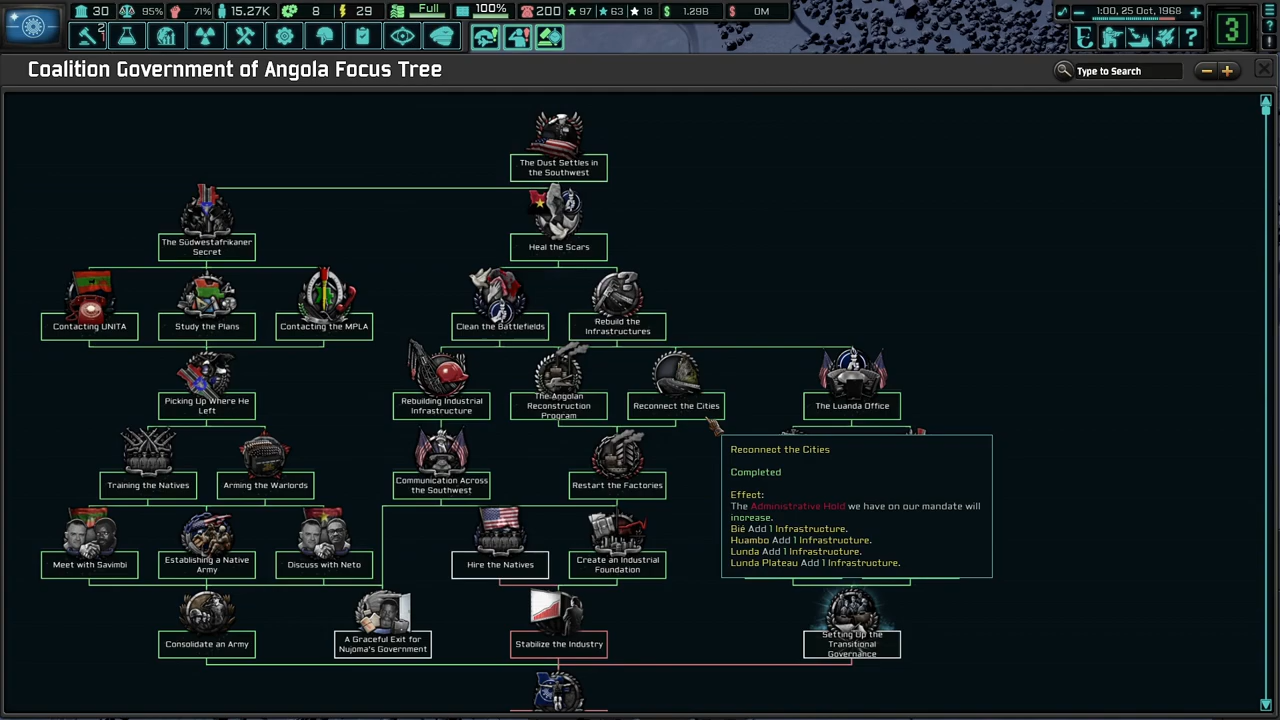 30 95% 71% 15.27K 8 29 Full 100% 200 97 63 18 1.29B 0M 1:00, 25 Oct, 1968
2 3
Coalition Government of Angola Focus Tree
Type to Search
The Dust Settles in
the Southwest
The Südwestafrikaner
Secret
Heal the Scars
Contacting UNITA
Study the Plans
Contacting the MPLA
Clean the Battlefields
Rebuild the
Infrastructures
Picking Up Where He
Left
Rebuilding Industrial
Infrastructure
The Angolan
Reconstruction
Program
Reconnect the Cities
The Luanda Office
Training the Natives
Arming the Warlords
Communication Across
the Southwest
Restart the Factories
Reconnect the Cities
Completed
Effect:
The Administrative Hold we have on our mandate will
increase.
Bié Add 1 Infrastructure.
Huambo Add 1 Infrastructure.
Lunda Add 1 Infrastructure.
Lunda Plateau Add 1 Infrastructure.
Meet with Savimbi
Establishing a Native
Army
Discuss with Neto
Hire the Natives
Create an Industrial
Foundation
Consolidate an Army
A Graceful Exit for
Nujoma's Government
Stabilize the Industry
Setting Up the
Transitional
Governance